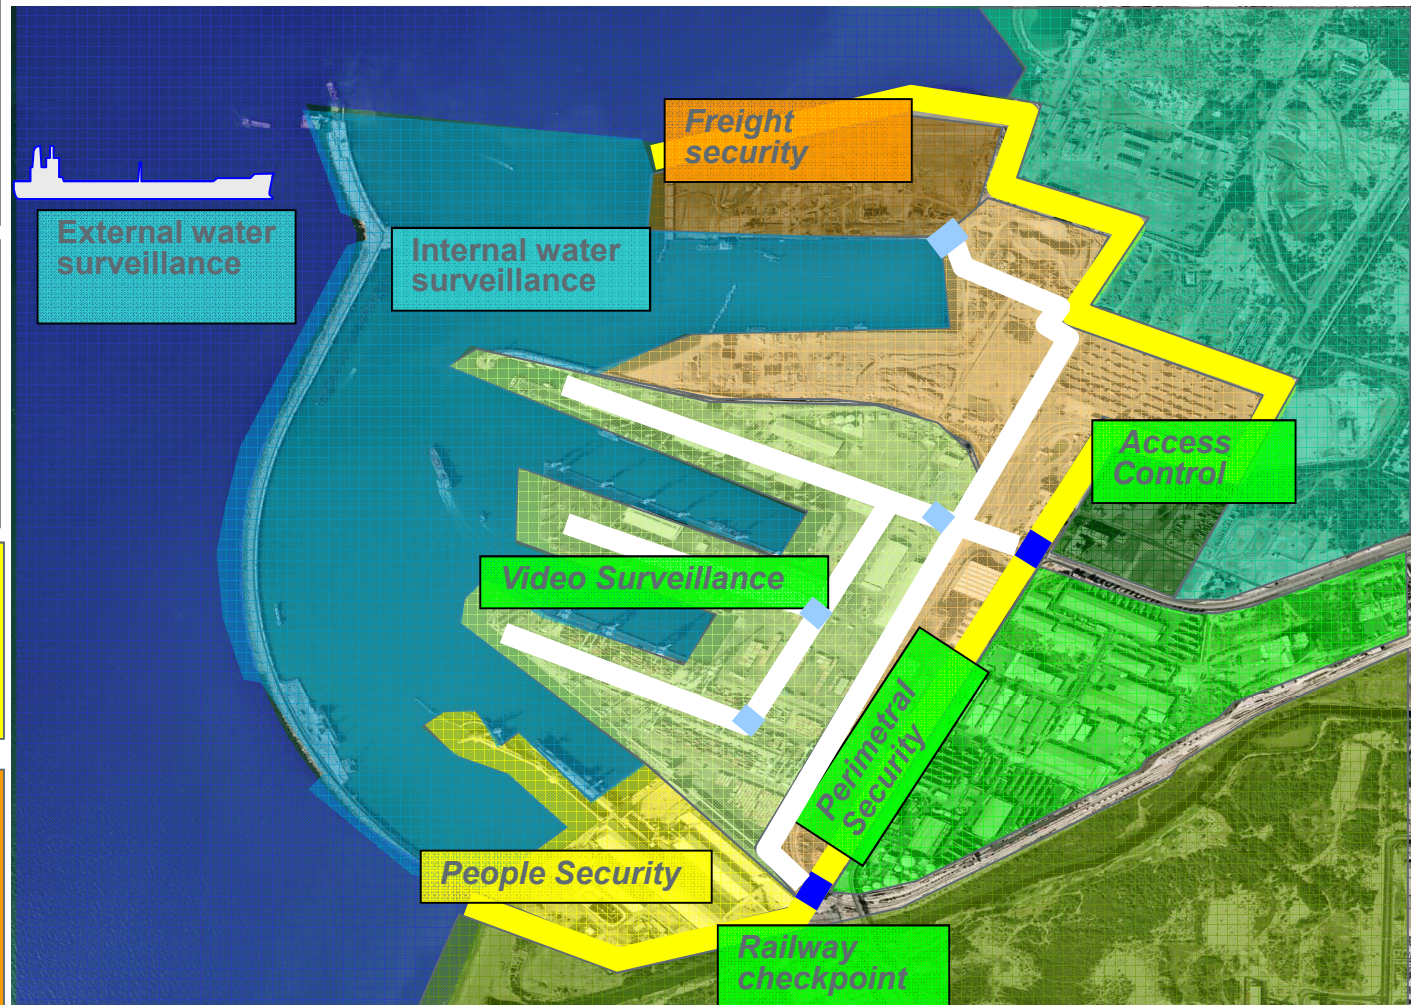 Freight
security
External water
surveillance
Internal water
surveillance
Access
Control
Video Surveillance
Perimetral
Security
People Security
Railway
checkpoint